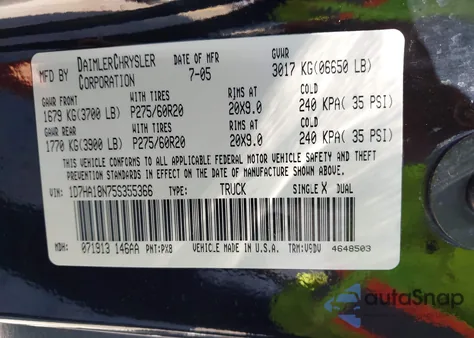 MFD BY DAIMLERCHRYSLER CORPORATION DATE OF MFR 7-05 GVWR 3017 KG(06650 LB)
GAWR FRONT WITH TIRES RIMS AT COLD
1679 KG(3700 LB) P275/60R20 20X9.0 240 KPA( 35 PSI)
GAWR REAR WITH TIRES RIMS AT COLD
1770 KG(3900 LB) P275/60R20 20X9.0 240 KPA( 35 PSI)
THIS VEHICLE CONFORMS TO ALL APPLICABLE FEDERAL MOTOR VEHICLE SAFETY AND THEFT
PREVENTION STANDARDS IN EFFECT ON THE DATE OF MANUFACTURE SHOWN ABOVE.
VIN: 1D7HA18N75S355366 TYPE: TRUCK SINGLE X DUAL
MDH: 071913 146AA PNT:PXB VEHICLE MADE IN U.S.A. TRM:V9DV 4648503
autoSnap